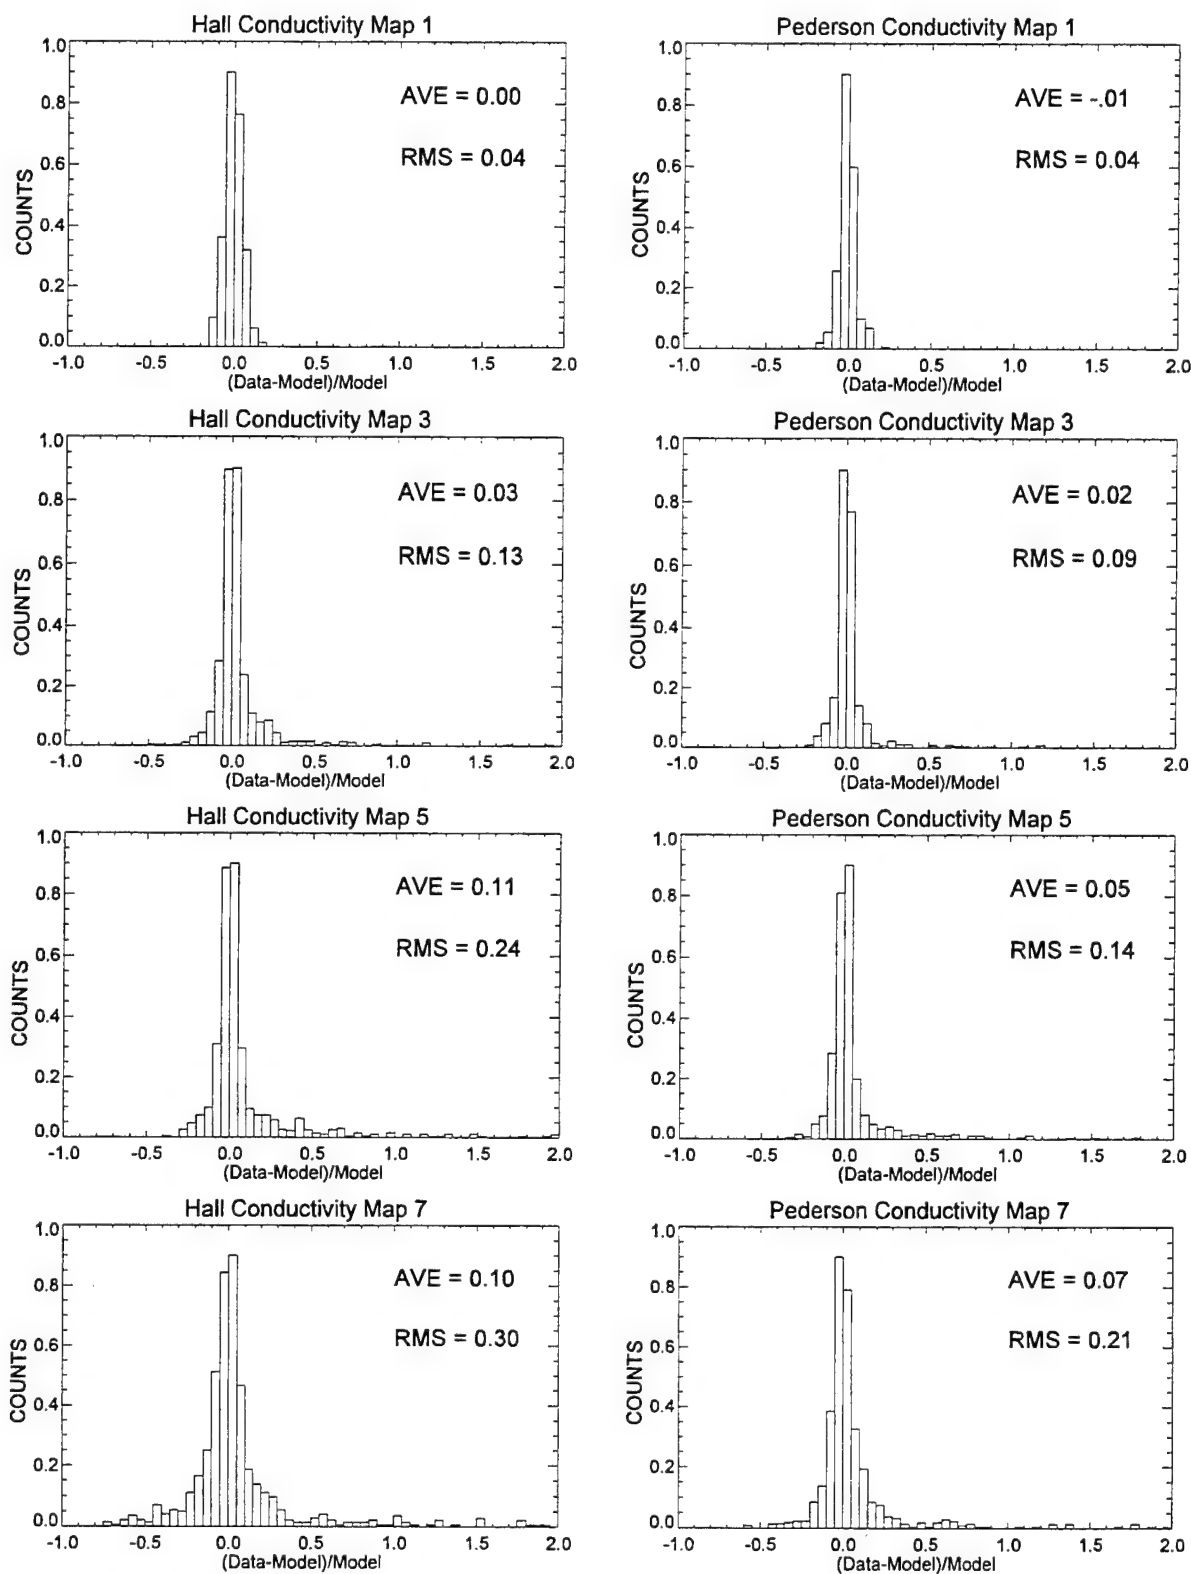 Hall Conductivity Map 1
1.0
0.8
0.6
0.4
0.2
0.0
COUNTS
AVE = 0.00
RMS = 0.04
-1.0 -0.5 0.0 0.5 1.0 1.5 2.0
(Data-Model)/Model
Pederson Conductivity Map 1
1.0
0.8
0.6
0.4
0.2
0.0
COUNTS
AVE = -.01
RMS = 0.04
-1.0 -0.5 0.0 0.5 1.0 1.5 2.0
(Data-Model)/Model
Hall Conductivity Map 3
1.0
0.8
0.6
0.4
0.2
0.0
COUNTS
AVE = 0.03
RMS = 0.13
-1.0 -0.5 0.0 0.5 1.0 1.5 2.0
(Data-Model)/Model
Pederson Conductivity Map 3
1.0
0.8
0.6
0.4
0.2
0.0
COUNTS
AVE = 0.02
RMS = 0.09
-1.0 -0.5 0.0 0.5 1.0 1.5 2.0
(Data-Model)/Model
Hall Conductivity Map 5
1.0
0.8
0.6
0.4
0.2
0.0
COUNTS
AVE = 0.11
RMS = 0.24
-1.0 -0.5 0.0 0.5 1.0 1.5 2.0
(Data-Model)/Model
Pederson Conductivity Map 5
1.0
0.8
0.6
0.4
0.2
0.0
COUNTS
AVE = 0.05
RMS = 0.14
-1.0 -0.5 0.0 0.5 1.0 1.5 2.0
(Data-Model)/Model
Hall Conductivity Map 7
1.0
0.8
0.6
0.4
0.2
0.0
COUNTS
AVE = 0.10
RMS = 0.30
-1.0 -0.5 0.0 0.5 1.0 1.5 2.0
(Data-Model)/Model
Pederson Conductivity Map 7
1.0
0.8
0.6
0.4
0.2
0.0
COUNTS
AVE = 0.07
RMS = 0.21
-1.0 -0.5 0.0 0.5 1.0 1.5 2.0
(Data-Model)/Model